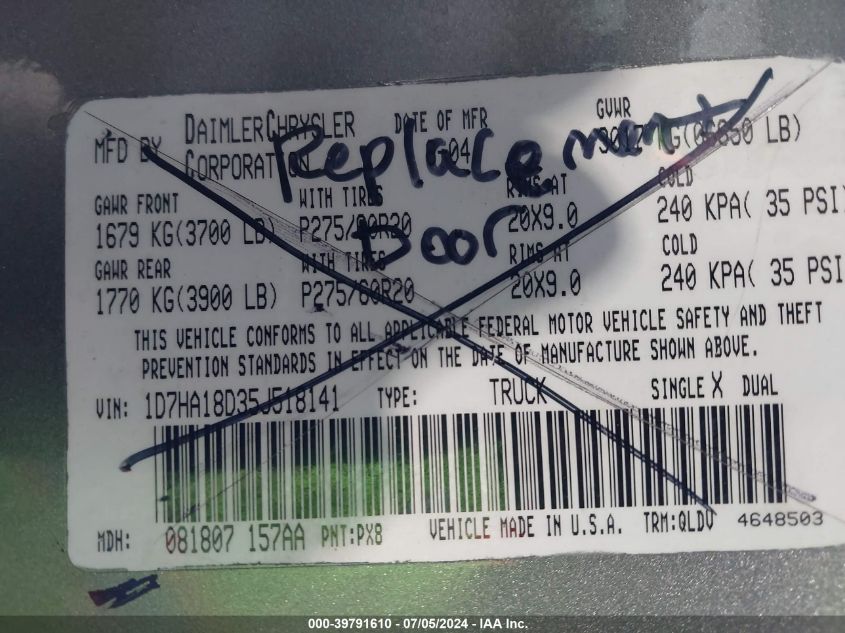 MFD BY DAIMLERCHRYSLER CORPORATION
DATE OF MFR
GVWR
Replacement
Door
GAWR FRONT
1679 KG(3700 LB)
WITH TIRES
P275/60R20
RIMS AT
20X9.0
COLD
240 KPA( 35 PSI)
GAWR REAR
1770 KG(3900 LB)
WITH TIRES
P275/60R20
RIMS AT
20X9.0
COLD
240 KPA( 35 PSI
THIS VEHICLE CONFORMS TO ALL APPLICABLE FEDERAL MOTOR VEHICLE SAFETY AND THEFT
PREVENTION STANDARDS IN EFFECT ON THE DATE OF MANUFACTURE SHOWN ABOVE.
VIN: 1D7HA18D35J518141 TYPE: TRUCK SINGLE X DUAL
MDH: 081807 157AA PNT:PX8 VEHICLE MADE IN U.S.A. TRM:QLDV 4648503
000-39791610 - 07/05/2024 - IAA Inc.